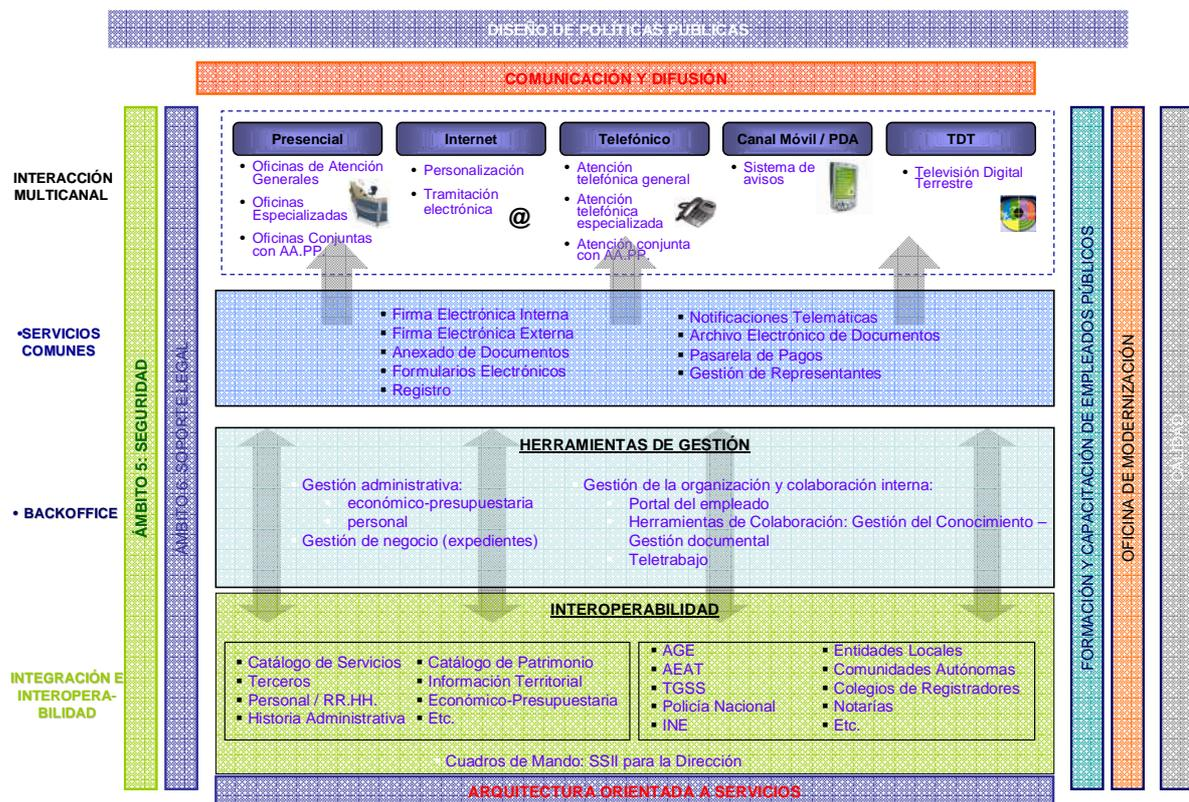 DISEÑO DE POLÍTICAS PÚBLICAS
COMUNICACIÓN Y DIFUSIÓN
INTERACCIÓN
MULTICANAL
Presencial
▪ Oficinas de Atención
Generales
▪ Oficinas
Especializadas
▪ Oficinas Conjuntas
con AA.PP.
Internet
▪ Personalización
▪ Tramitación
electrónica
@
Telefónico
▪ Atención
telefónica general
▪ Atención
telefónica
especializada
▪ Atención conjunta
con AA.PP.
Canal Móvil / PDA
▪ Sistema de
avisos
TDT
▪ Televisión Digital
Terrestre
•SERVICIOS
COMUNES
▪ Firma Electrónica Interna
▪ Firma Electrónica Externa
▪ Anexado de Documentos
▪ Formularios Electrónicos
▪ Registro
▪ Notificaciones Telemáticas
▪ Archivo Electrónico de Documentos
▪ Pasarela de Pagos
▪ Gestión de Representantes
• BACKOFFICE
HERRAMIENTAS DE GESTIÓN
Gestión administrativa:
económico-presupuestaria
personal
Gestión de negocio (expedientes)
Gestión de la organización y colaboración interna:
Portal del empleado
Herramientas de Colaboración: Gestión del Conocimiento –
Gestión documental
Teletrabajo
INTEGRACIÓN E
INTEROPERA-
BILIDAD
INTEROPERABILIDAD
▪ Catálogo de Servicios
▪ Terceros
▪ Personal / RR.HH.
▪ Historia Administrativa
▪ Catálogo de Patrimonio
▪ Información Territorial
▪ Económico-Presupuestaria
▪ Etc.
▪ AGE
▪ AEAT
▪ TGSS
▪ Policía Nacional
▪ INE
▪ Entidades Locales
▪ Comunidades Autónomas
▪ Colegios de Registradores
▪ Notarías
▪ Etc.
Cuadros de Mando: SSII para la Dirección
ARQUITECTURA ORIENTADA A SERVICIOS
ÁMBITO 5: SEGURIDAD
ÁMBITO 6: SOPORTE LEGAL
FORMACIÓN Y CAPACITACIÓN DE EMPLEADOS PÚBLICOS
OFICINA DE MODERNIZACIÓN
CALIDAD